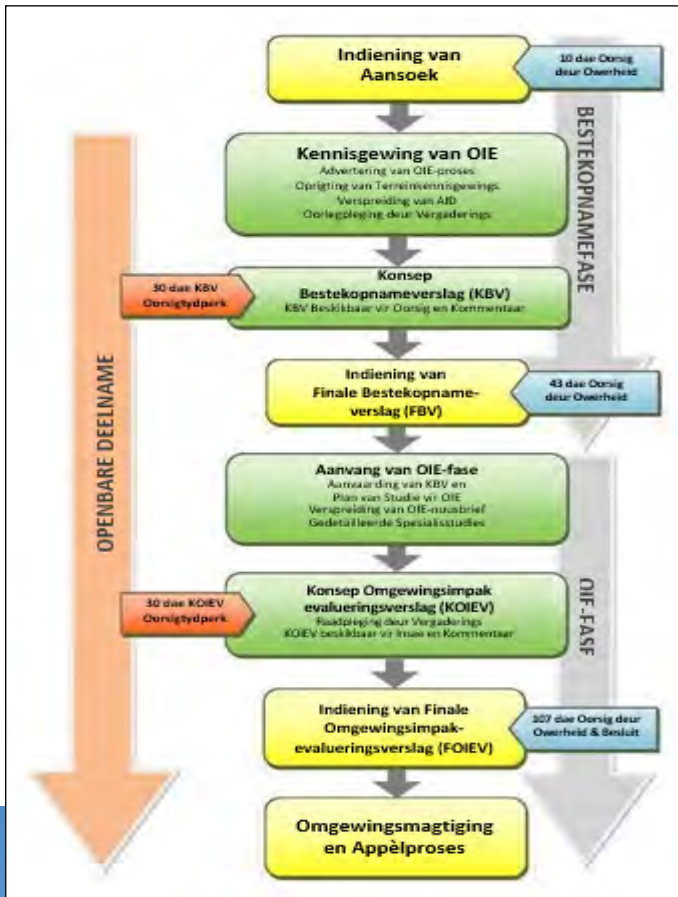 Indiening van
Aansoek
10 dae Oorsig
deur Owerheid
BESTEKOPNAMEFASE
Kennisgewing van OIE
Advertering van OIE-proses
Oprigting van Terreinkennisgewings
Verspreiding van AID
Oorlegpleging deur Vergaderings
OPENBARE DEELNAME
30 dae KBV
Oorsigtydpark
Konsep
Bestekopnameverslag (KBV)
KBV Beskikbaar vir Oorsig en Kommentaar
Indiening van
Finale Bestekopname-
verslag (FBV)
43 dae Oorsig
deur Owerheid
Aanvang van OIE-fase
Aanvaarding van KBV en
Plan van Studie vir OIE
Verspreiding van OIE-nuusbrief
Gedetailleerde Spesialisstudies
OIE-FASE
30 dae KOIEV
Oorsigtydpark
Konsep Omgewingsimpak
evalueringsverslag (KOIEV)
Raadpleging deur Vergaderings
KOIEV beskikbaar vir Insae en Kommentaar
Indiening van Finale
Omgewingsimpak-
evalueringsverslag (FOIEV)
107 dae Oorsig deur
Owerheid & Besluit
Omgewingsmagtiging
en Appèlproses